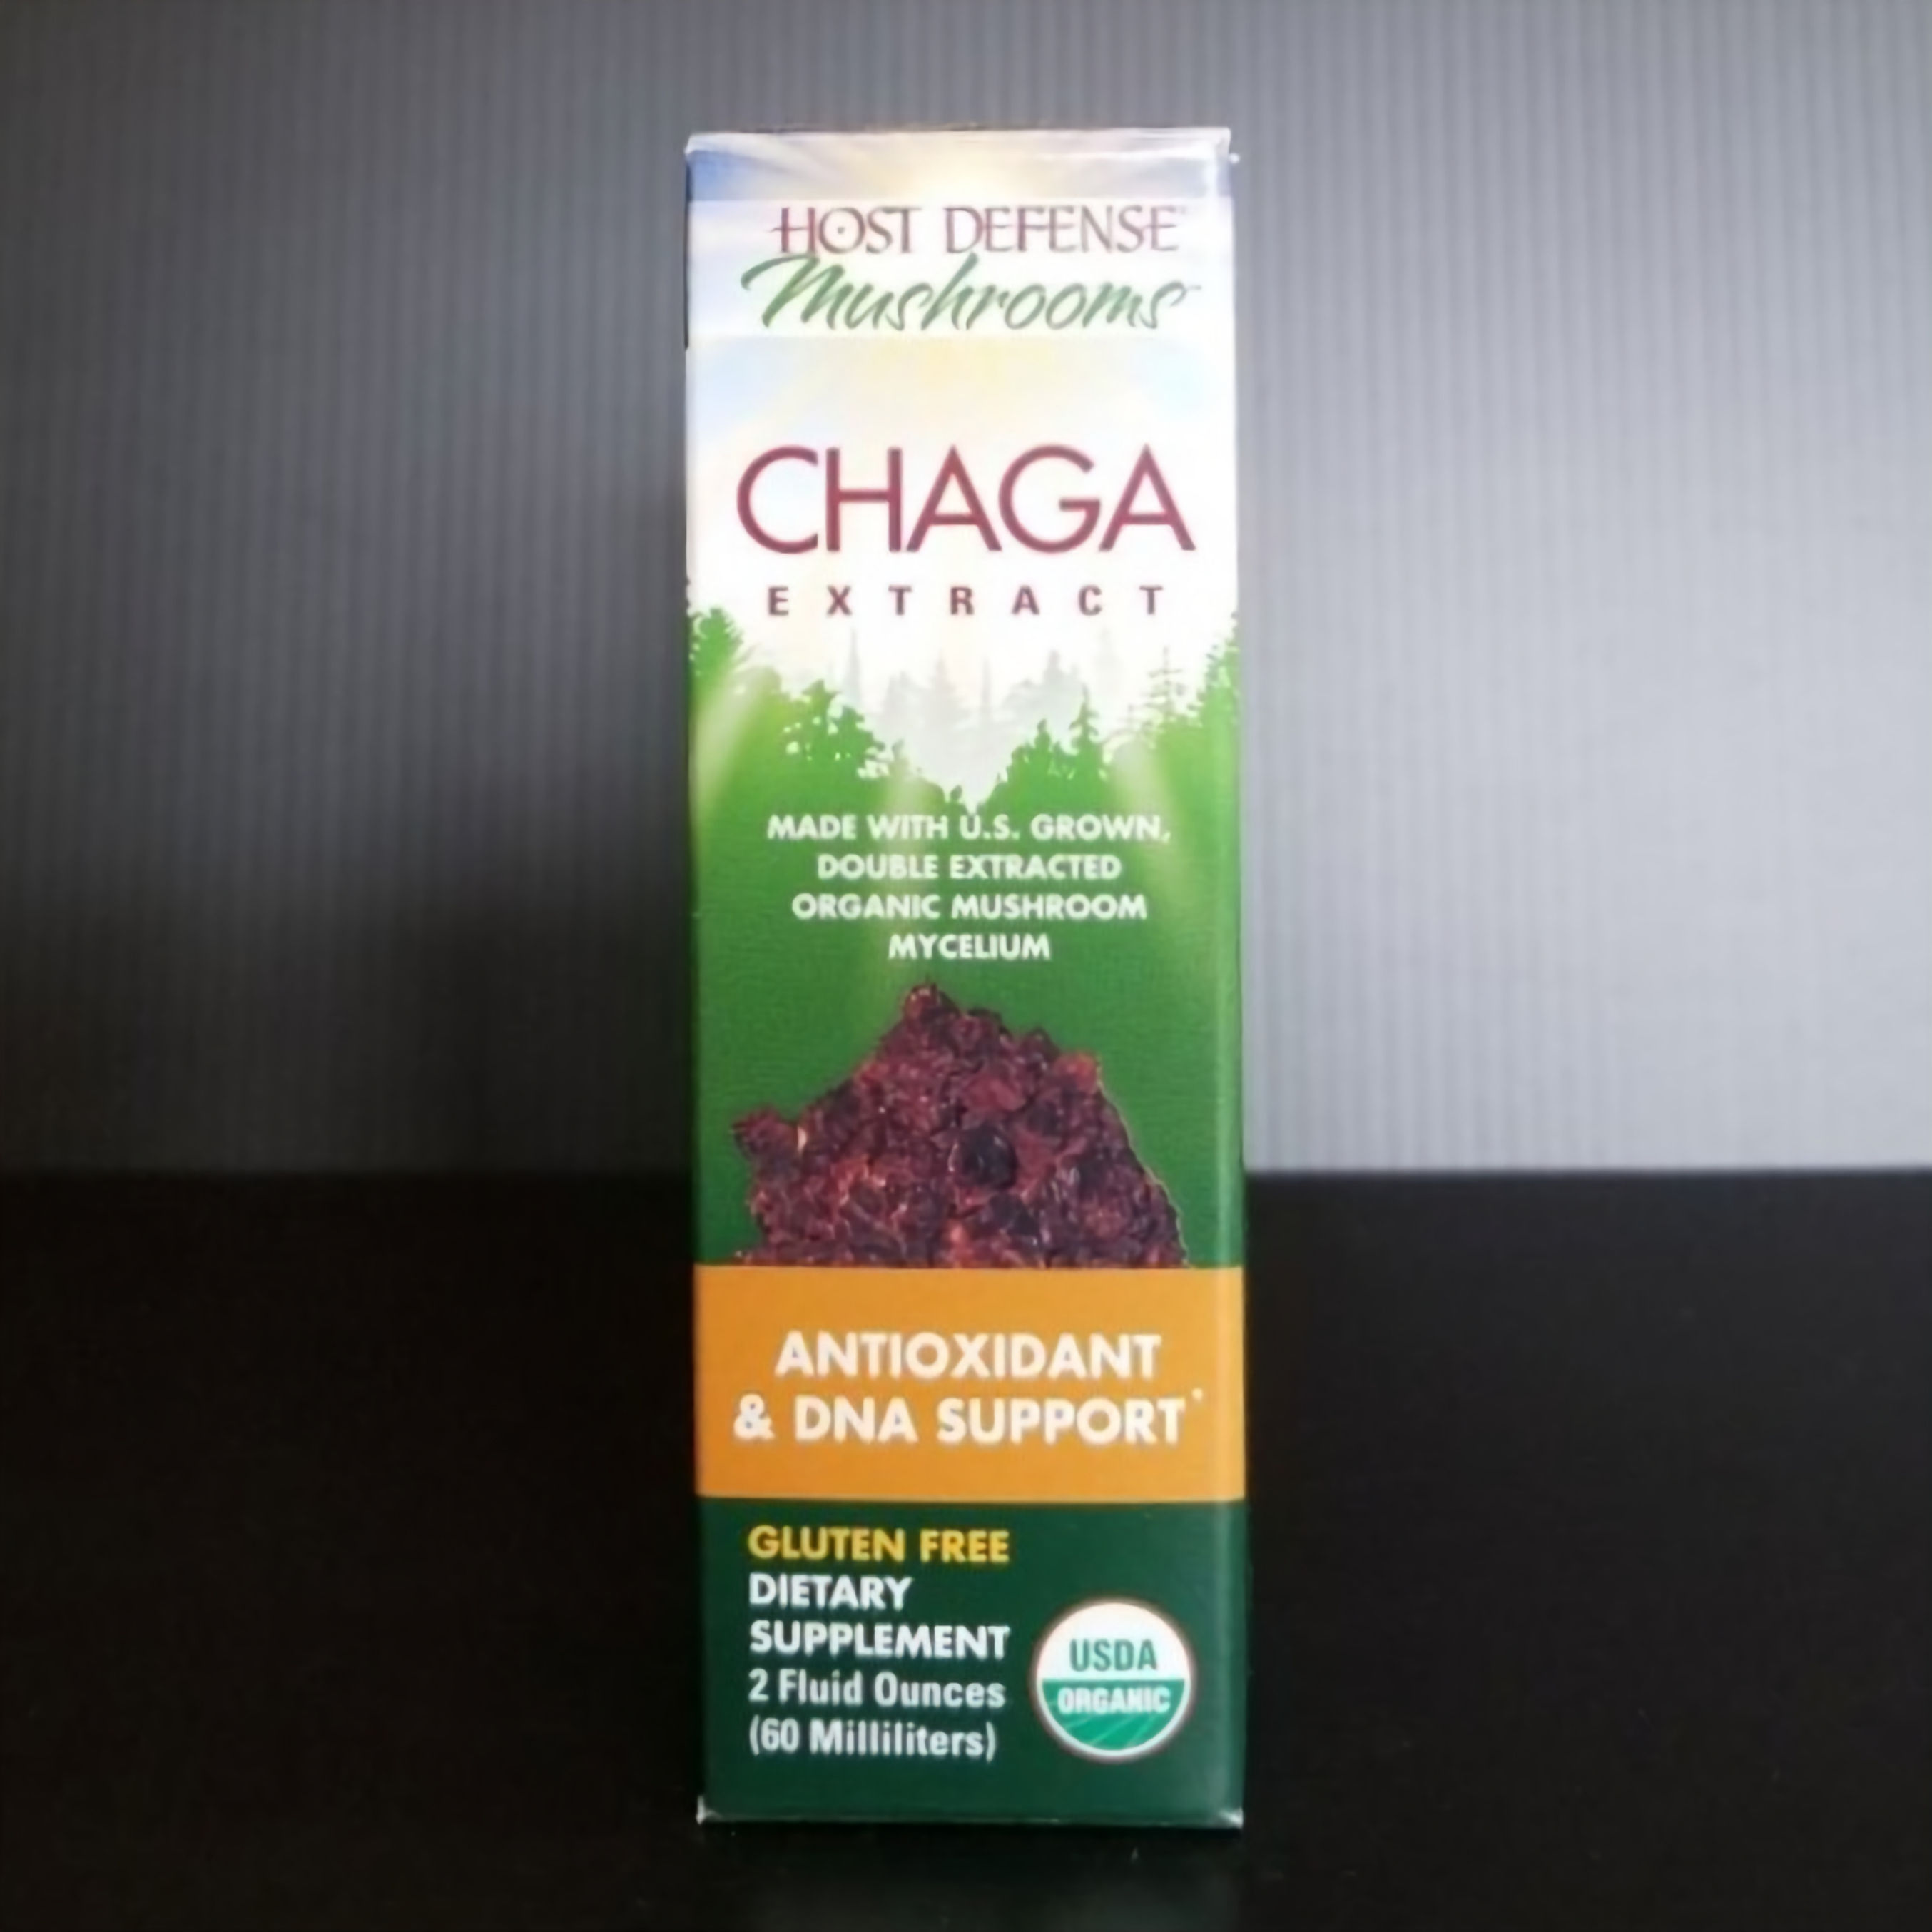 HOST DEFENSE®
Mushrooms™
CHAGA
EXTRACT
MADE WITH U.S. GROWN,
DOUBLE EXTRACTED
ORGANIC MUSHROOM
MYCELIUM
ANTIOXIDANT
& DNA SUPPORT*
GLUTEN FREE
DIETARY
SUPPLEMENT
2 Fluid Ounces
(60 Milliliters)
USDA
ORGANIC